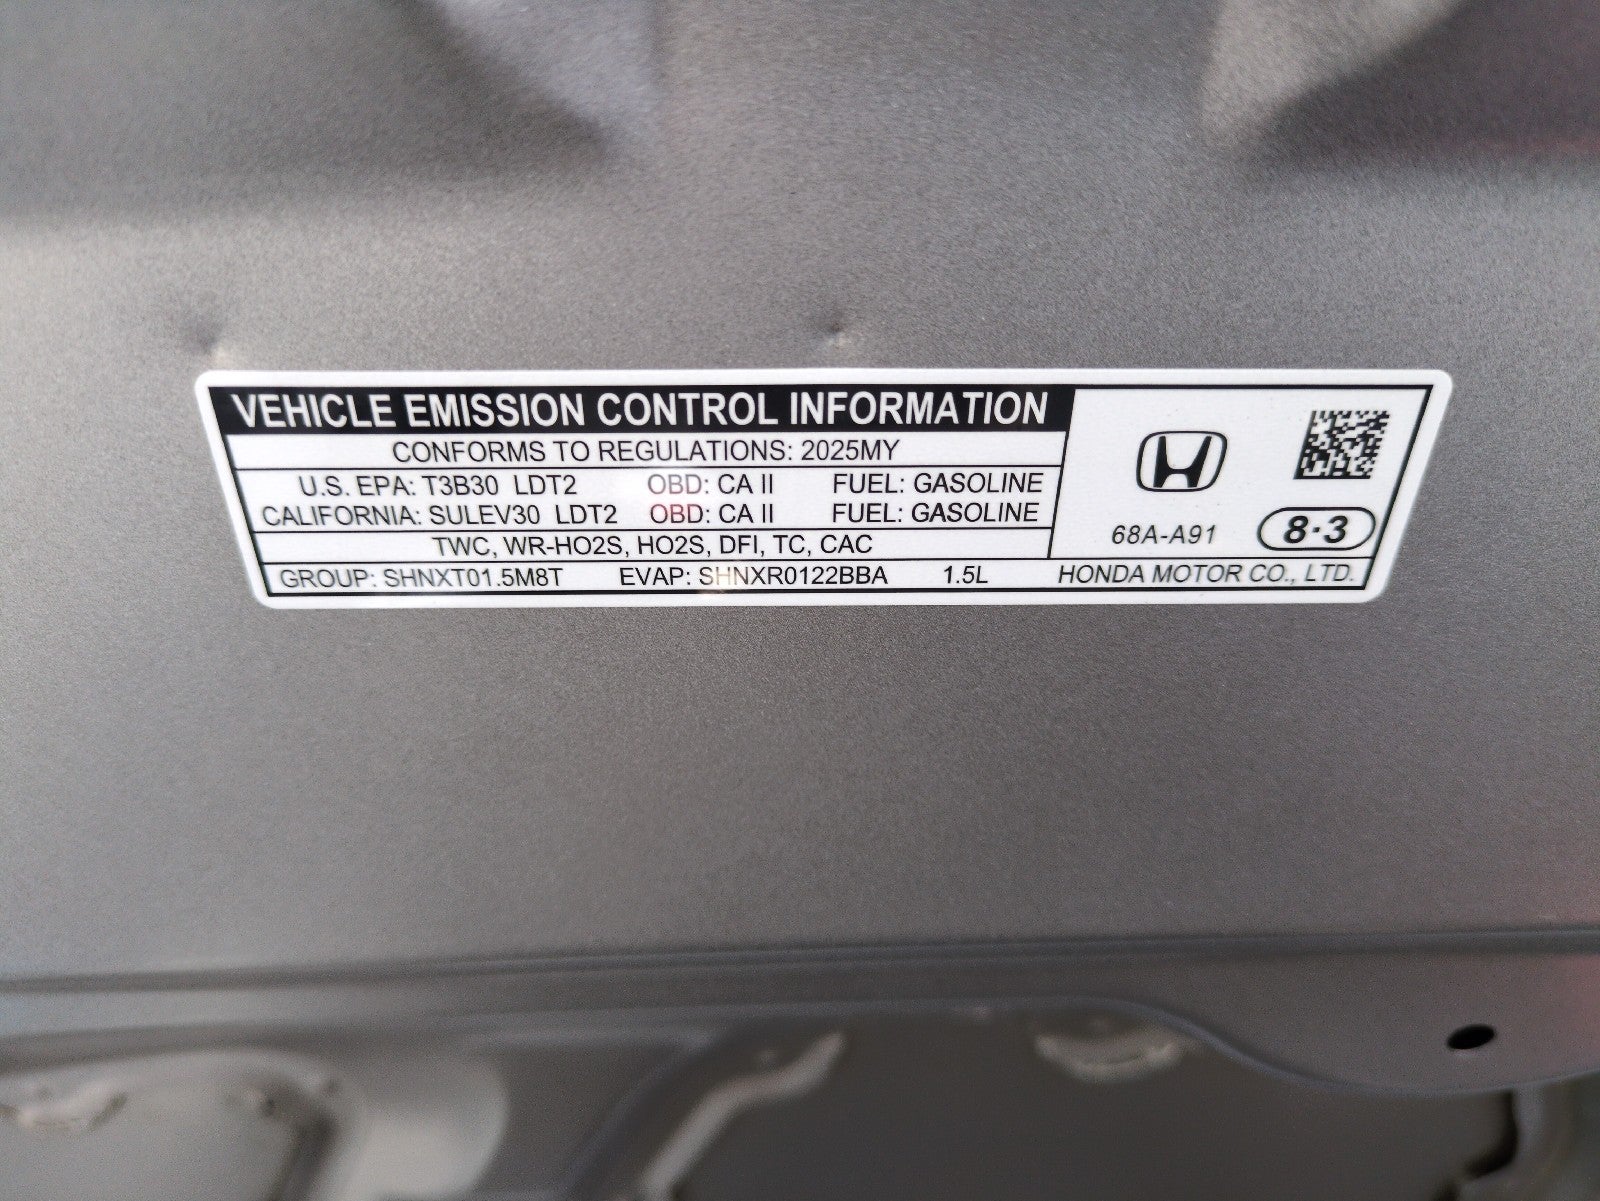 VEHICLE EMISSION CONTROL INFORMATION
CONFORMS TO REGULATIONS: 2025MY
U.S. EPA: T3B30 LDT2 OBD: CA II FUEL: GASOLINE
CALIFORNIA: SULEV30 LDT2 OBD: CA II FUEL: GASOLINE
TWC, WR-HO2S, HO2S, DFI, TC, CAC
GROUP: SHNXT01.5M8T EVAP: SHNXR0122BBA 1.5L HONDA MOTOR CO., LTD.
68A-A91 8·3